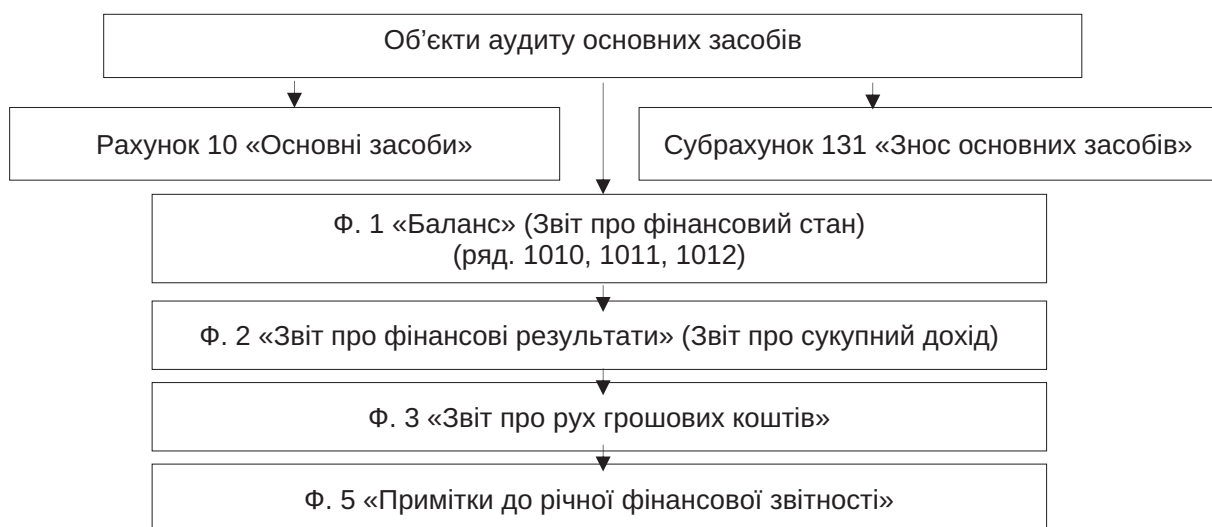 Об’єкти аудиту основних засобів
Рахунок 10 «Основні засоби»
Субрахунок 131 «Знос основних засобів»
Ф. 1 «Баланс» (Звіт про фінансовий стан)
(ряд. 1010, 1011, 1012)
Ф. 2 «Звіт про фінансові результати» (Звіт про сукупний дохід)
Ф. 3 «Звіт про рух грошових коштів»
Ф. 5 «Примітки до річної фінансової звітності»